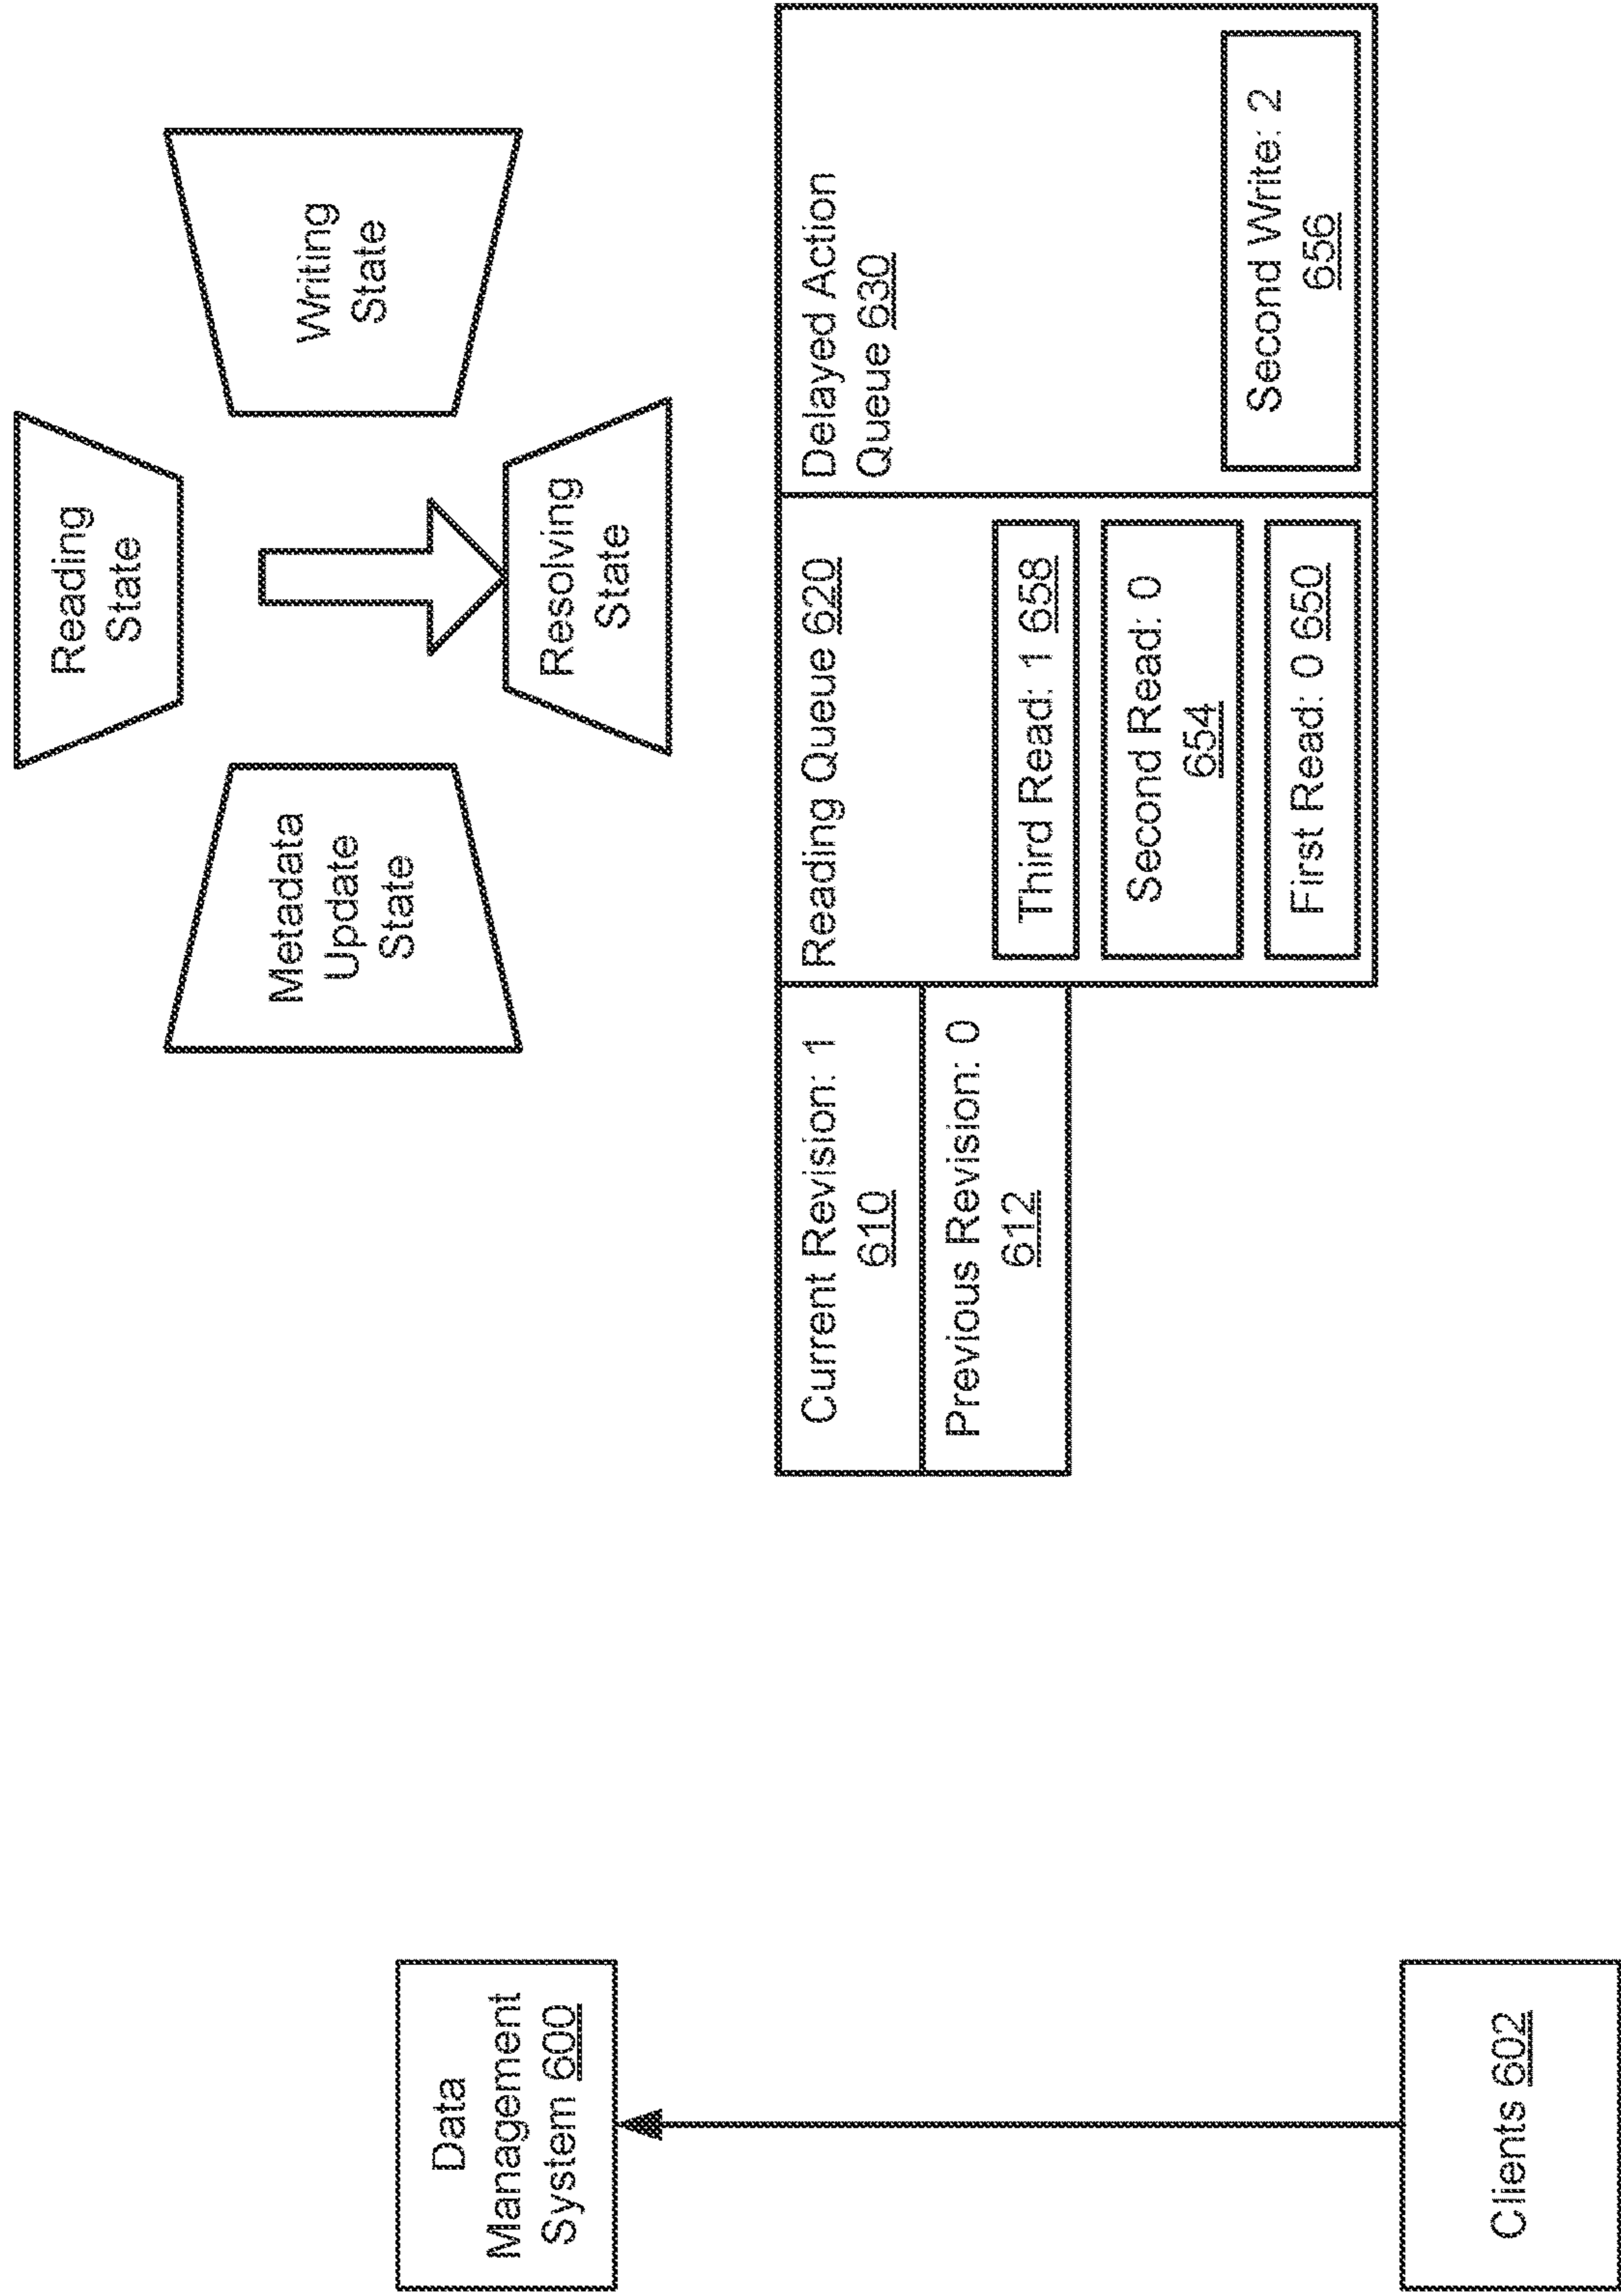 Data
Management
System 600
Clients 602
Reading
State
Metadata
Update
State
Writing
State
Resolving
State
Current Revision: 1
610
Previous Revision: 0
612
Reading Queue 620
Third Read: 1 658
Second Read: 0
654
First Read: 0 650
Delayed Action
Queue 630
Second Write: 2
656